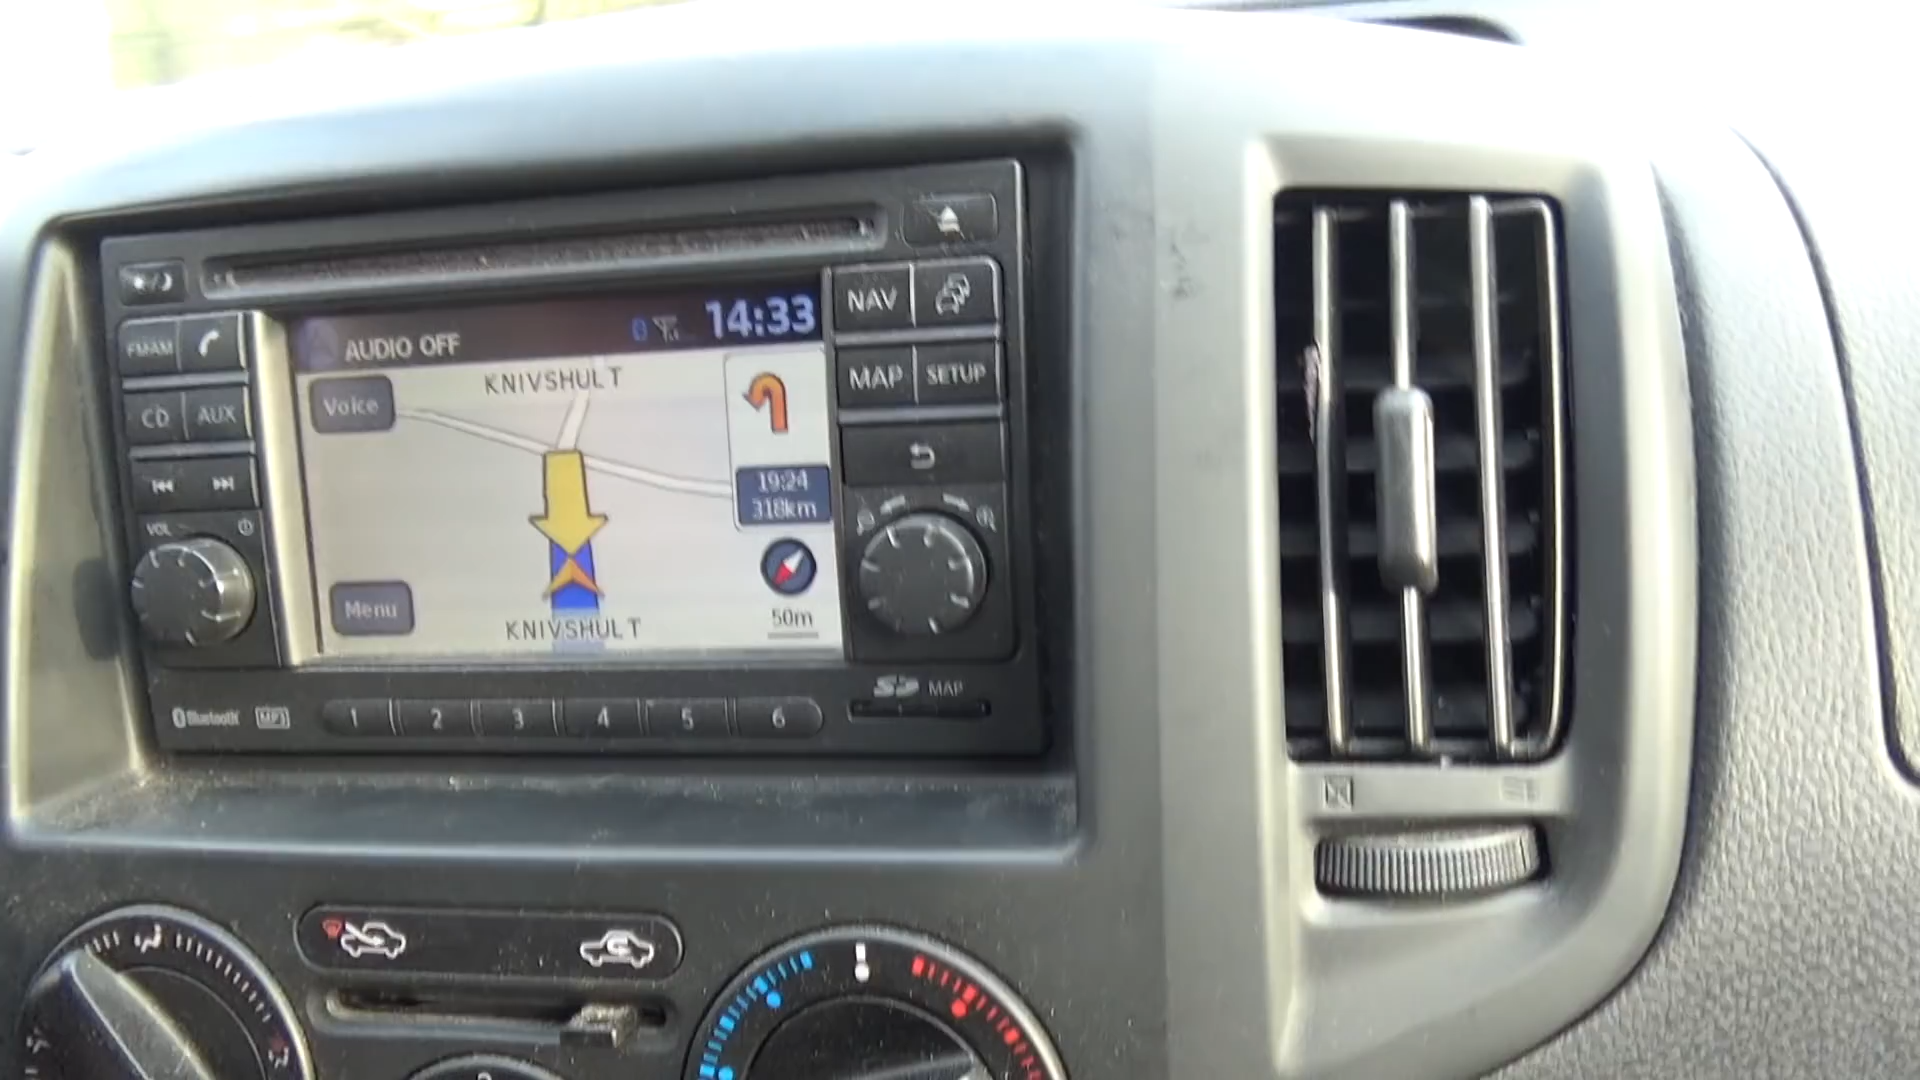 AUDIO OFF
14:33
NAV
FM·AM
KNIVSHULT
MAP
SETUP
Voice
CD
AUX
19:24
318km
VOL
Menu
KNIVSHULT
50m
Bluetooth
MP3
1
2
3
4
5
6
SD
MAP